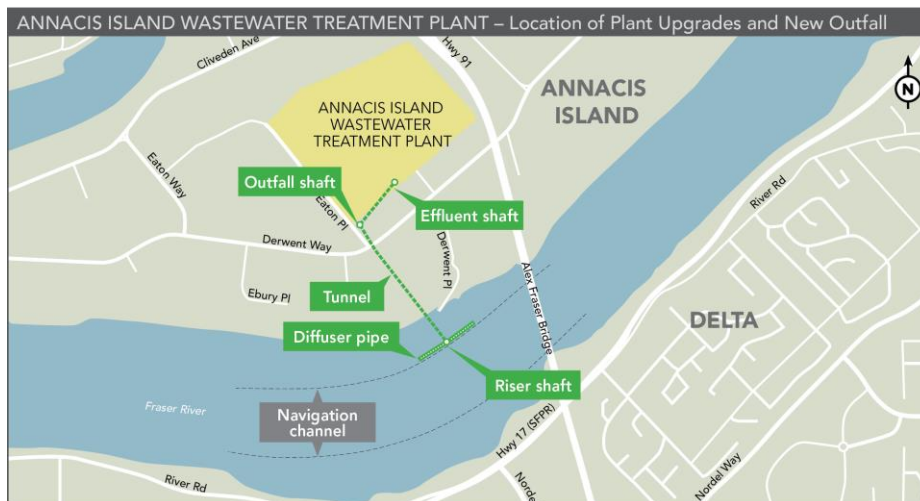 ANNACIS ISLAND WASTEWATER TREATMENT PLANT – Location of Plant Upgrades and New Outfall
Cliveden Ave
Hwy 91
N
ANNACIS
ISLAND
ANNACIS ISLAND
WASTEWATER
TREATMENT PLANT
Eaton Way
Outfall shaft
Effluent shaft
River Rd
Eaton Pl
Derwent Way
Derwent Pl
Alex Fraser Bridge
Ebury Pl
Tunnel
DELTA
Diffuser pipe
Riser shaft
Fraser River
Navigation
channel
Hwy 17 (SFPR)
Nordel Way
River Rd